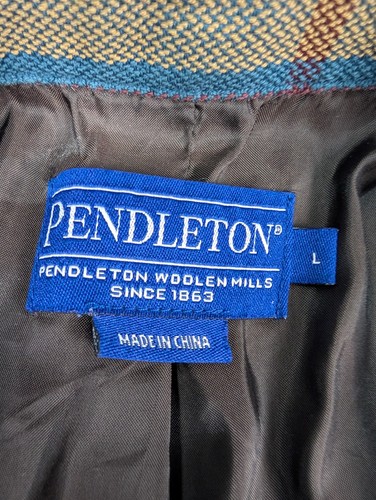 PENDLETON®
L
PENDLETON WOOLEN MILLS
SINCE 1863
MADE IN CHINA